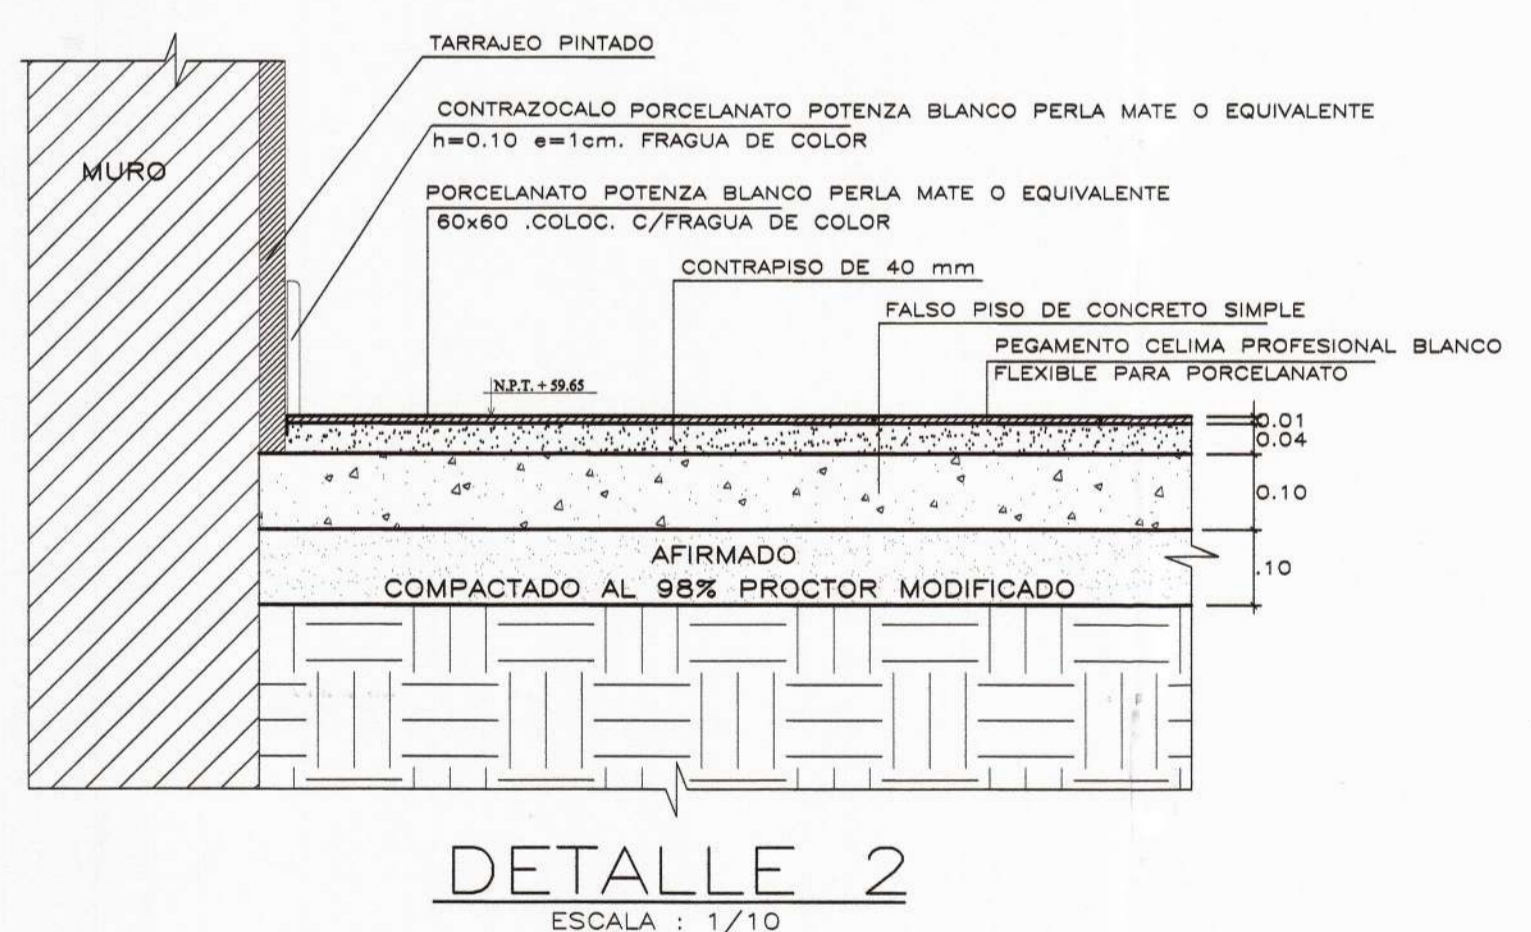 TARRAJEO PINTADO
CONTRAZOCALO PORCELANATO POTENZA BLANCO PERLA MATE O EQUIVALENTE
h=0.10 e=1cm. FRAGUA DE COLOR
MURO
PORCELANATO POTENZA BLANCO PERLA MATE O EQUIVALENTE
60x60 .COLOC. C/FRAGUA DE COLOR
CONTRAPISO DE 40 mm
FALSO PISO DE CONCRETO SIMPLE
PEGAMENTO CELIMA PROFESIONAL BLANCO
FLEXIBLE PARA PORCELANATO
N.P.T. + 59.65
0.01
0.04
0.10
AFIRMADO
.10
COMPACTADO AL 98% PROCTOR MODIFICADO
DETALLE 2
ESCALA : 1/10